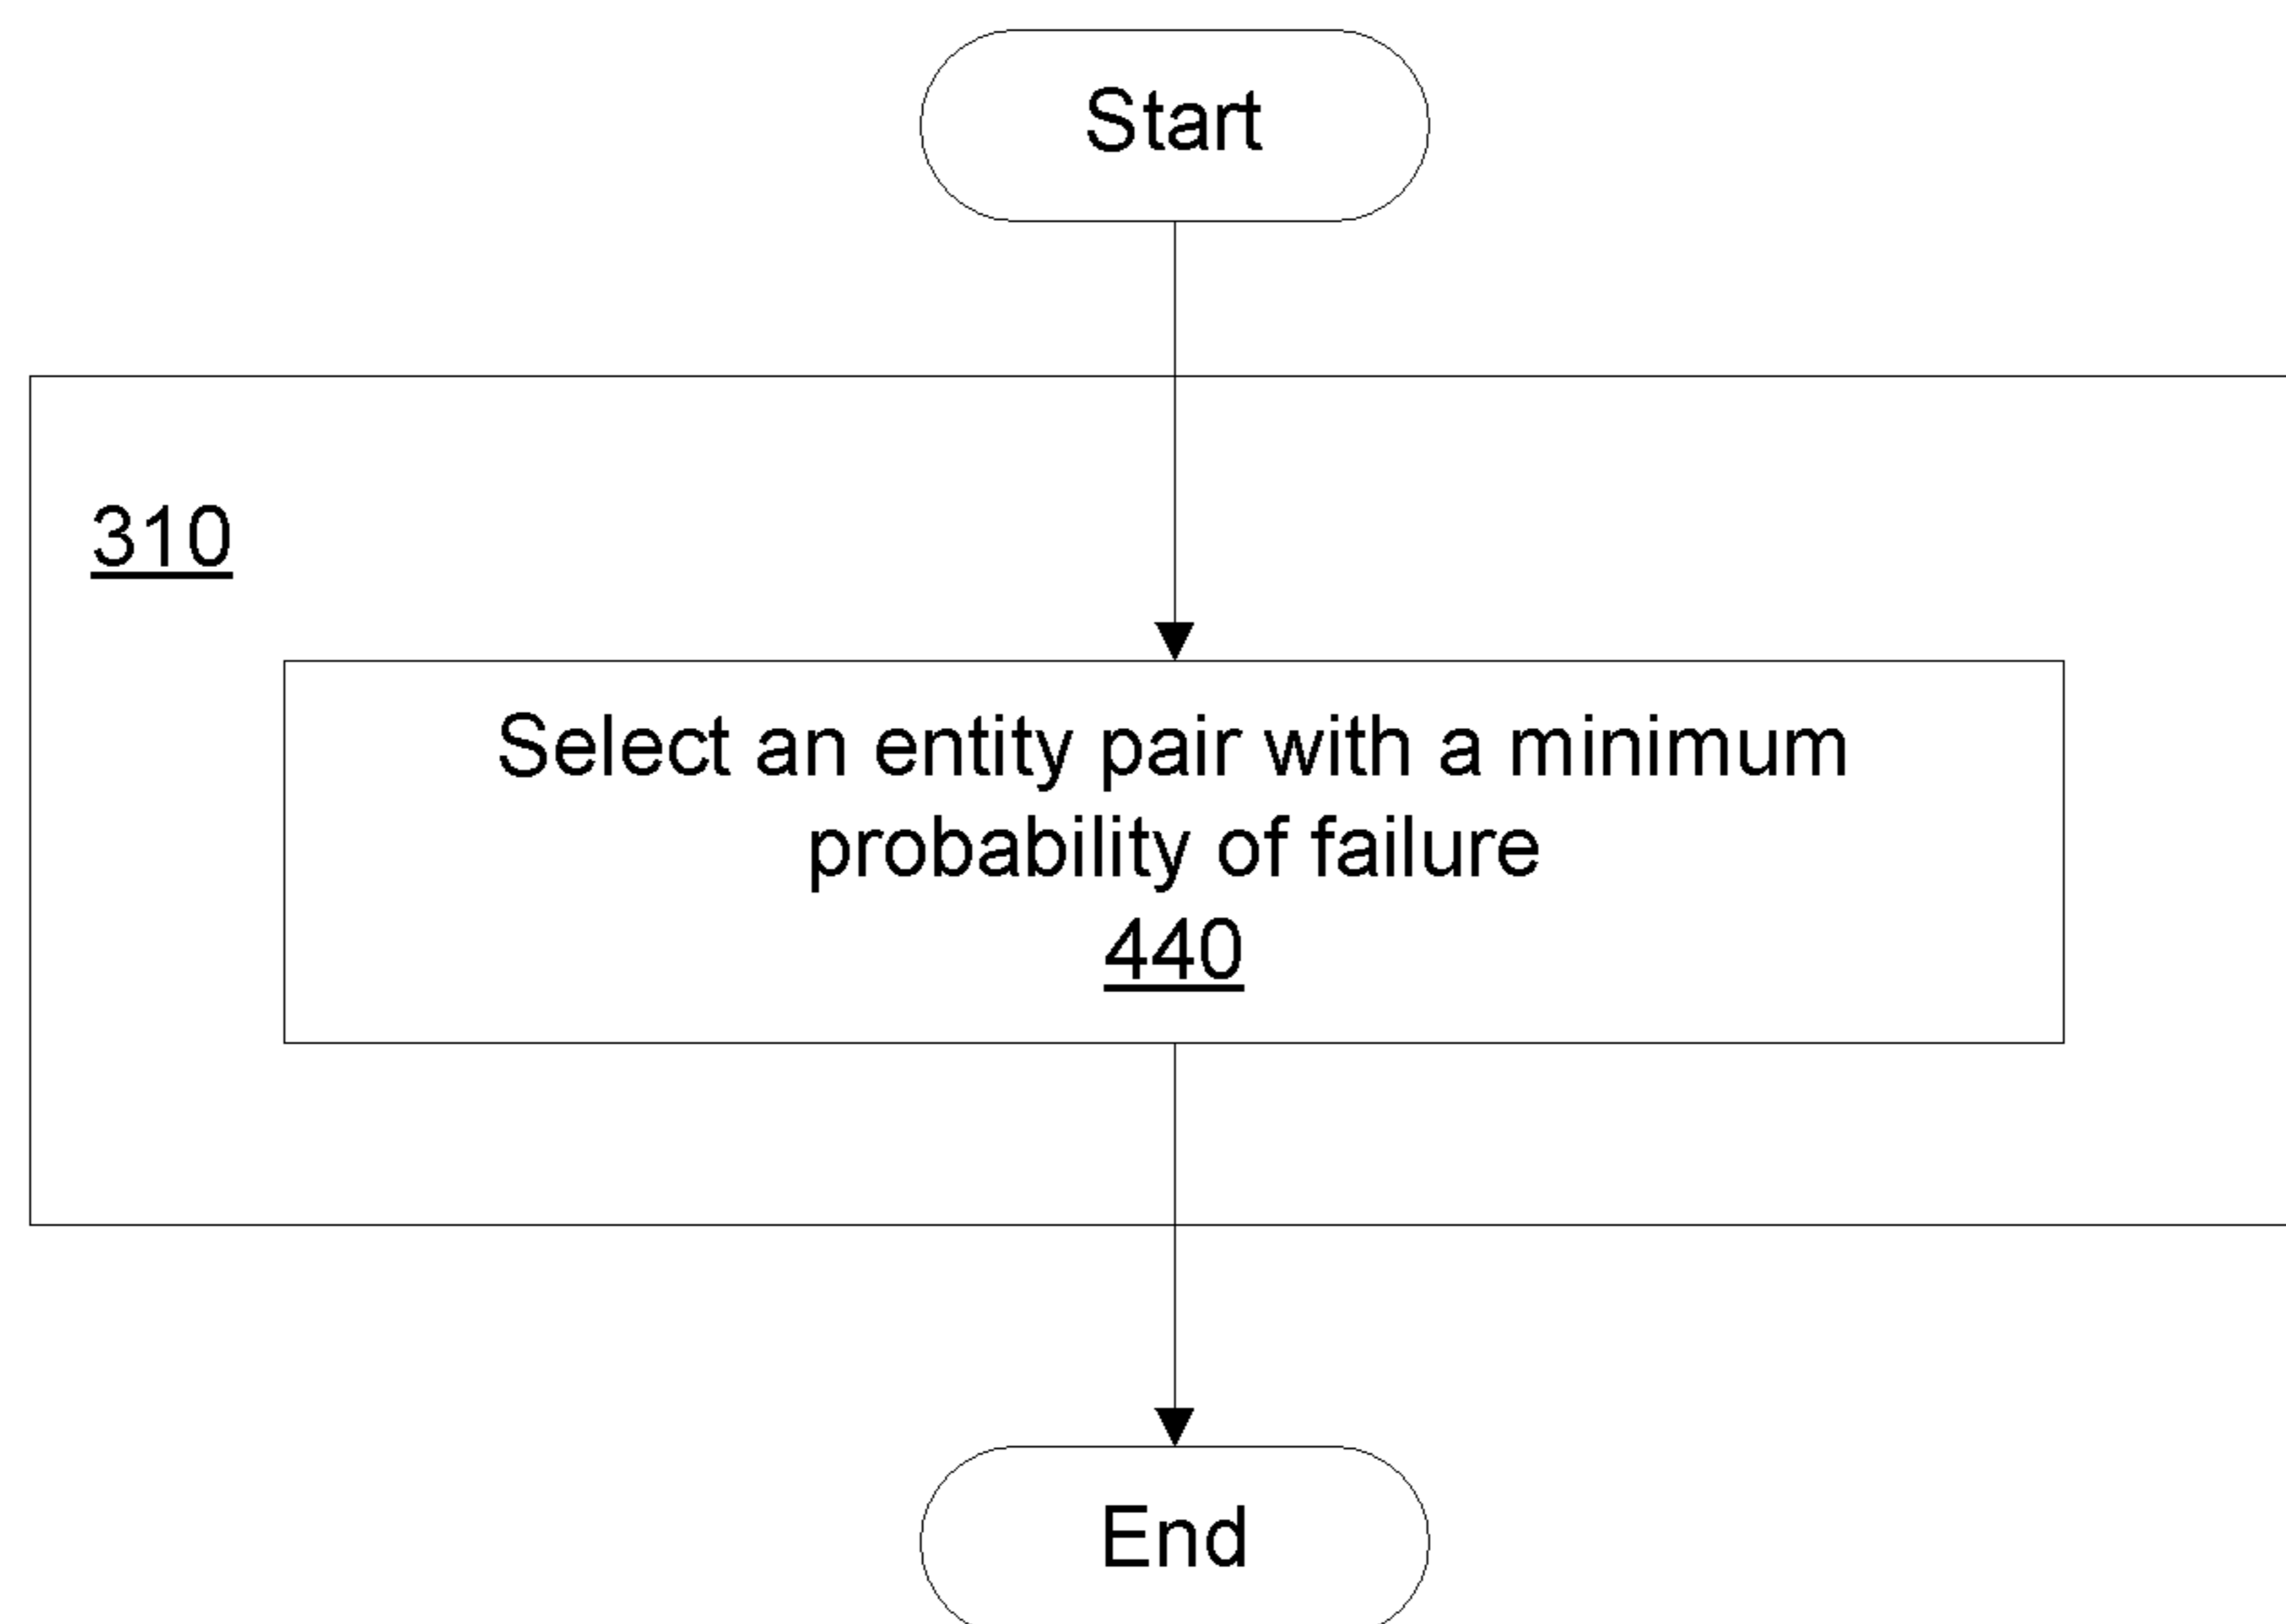 Start
310
Select an entity pair with a minimum
probability of failure
440
End